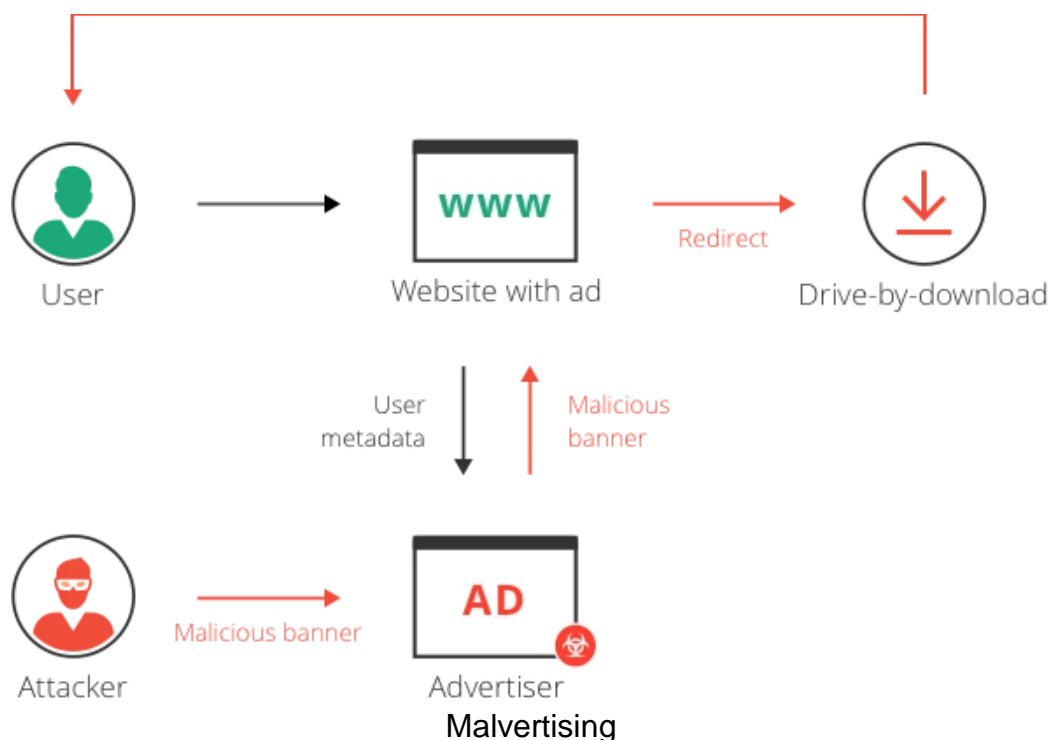 www
Redirect
User
Website with ad
Drive-by-download
User
metadata
Malicious
banner
AD
Malicious banner
Attacker
Advertiser
Malvertising